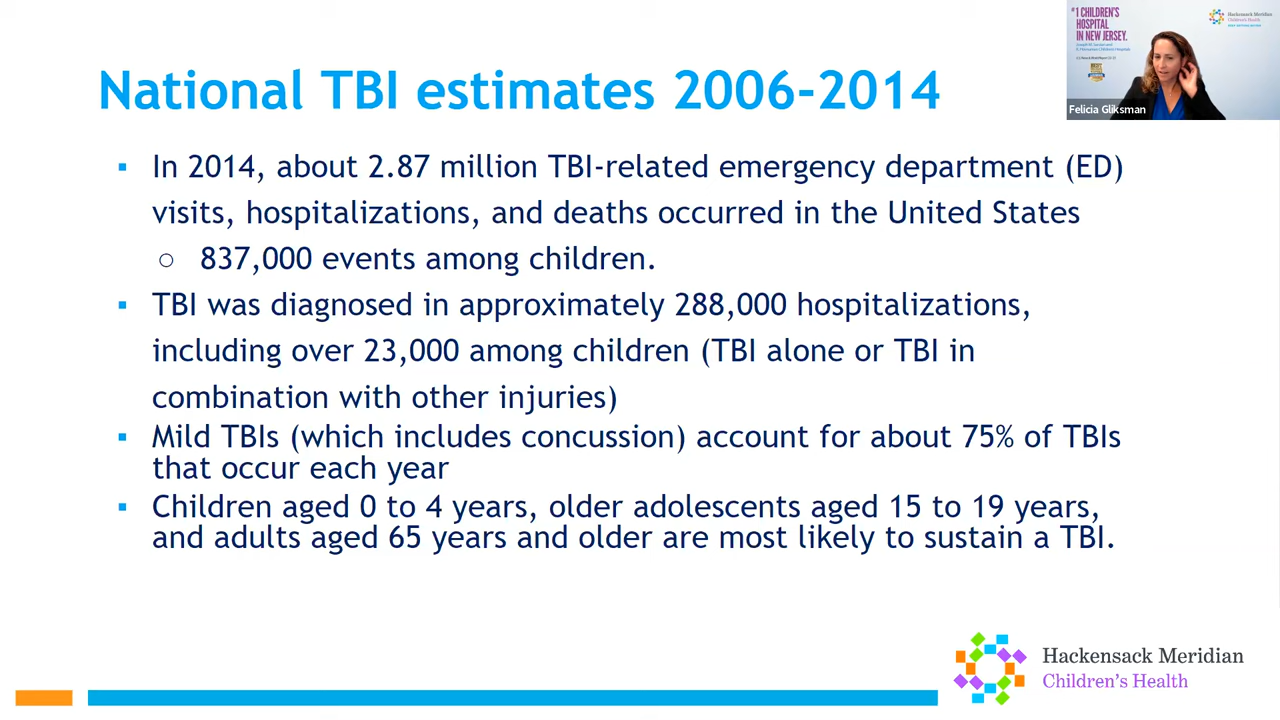 #1 CHILDREN'S
HOSPITAL
IN NEW JERSEY.
Hackensack Meridian
Children's Health
Felicia Gliksman
National TBI estimates 2006-2014
▪ In 2014, about 2.87 million TBI-related emergency department (ED)
visits, hospitalizations, and deaths occurred in the United States
○ 837,000 events among children.
▪ TBI was diagnosed in approximately 288,000 hospitalizations,
including over 23,000 among children (TBI alone or TBI in
combination with other injuries)
▪ Mild TBIs (which includes concussion) account for about 75% of TBIs
that occur each year
▪ Children aged 0 to 4 years, older adolescents aged 15 to 19 years,
and adults aged 65 years and older are most likely to sustain a TBI.
Hackensack Meridian
Children's Health